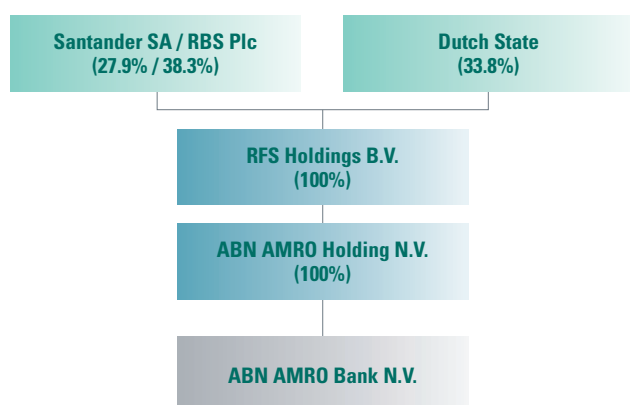 Santander SA / RBS Plc
(27.9% / 38.3%)
Dutch State
(33.8%)
RFS Holdings B.V.
(100%)
ABN AMRO Holding N.V.
(100%)
ABN AMRO Bank N.V.